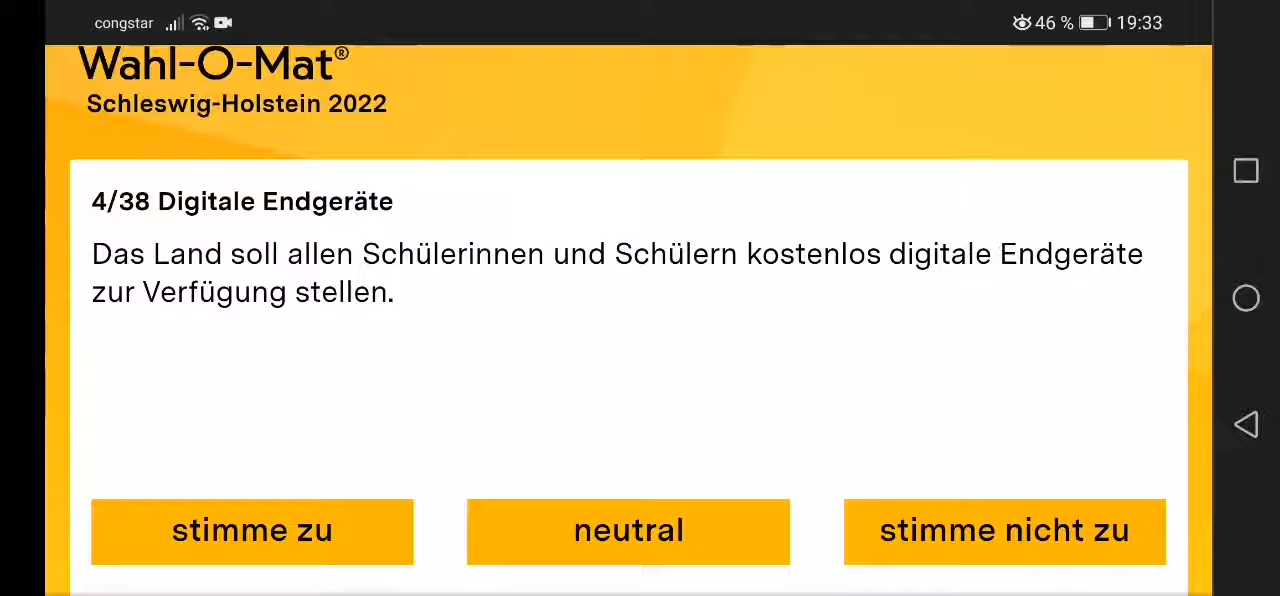 congstar 46 % 19:33
Wahl-O-Mat®
Schleswig-Holstein 2022
4/38 Digitale Endgeräte
Das Land soll allen Schülerinnen und Schülern kostenlos digitale Endgeräte
zur Verfügung stellen.
stimme zu neutral stimme nicht zu